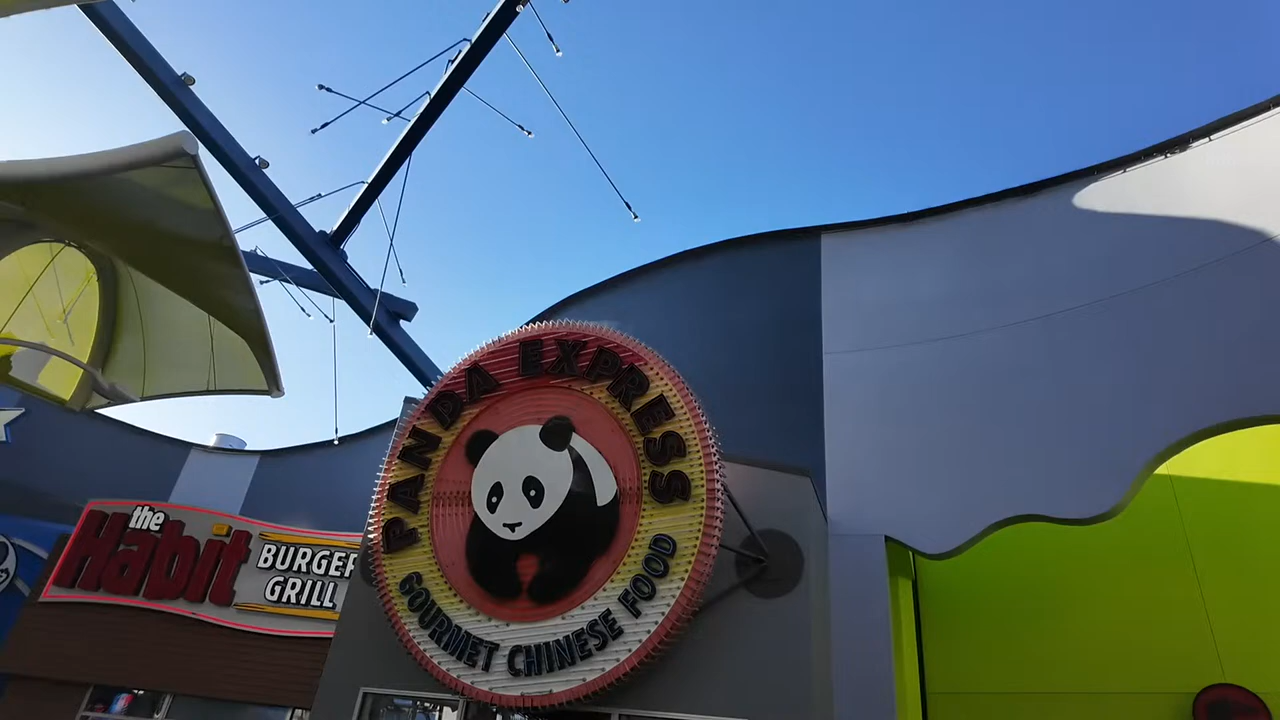 the
Habit
BURGER
GRILL
PANDA EXPRESS
GOURMET CHINESE FOOD